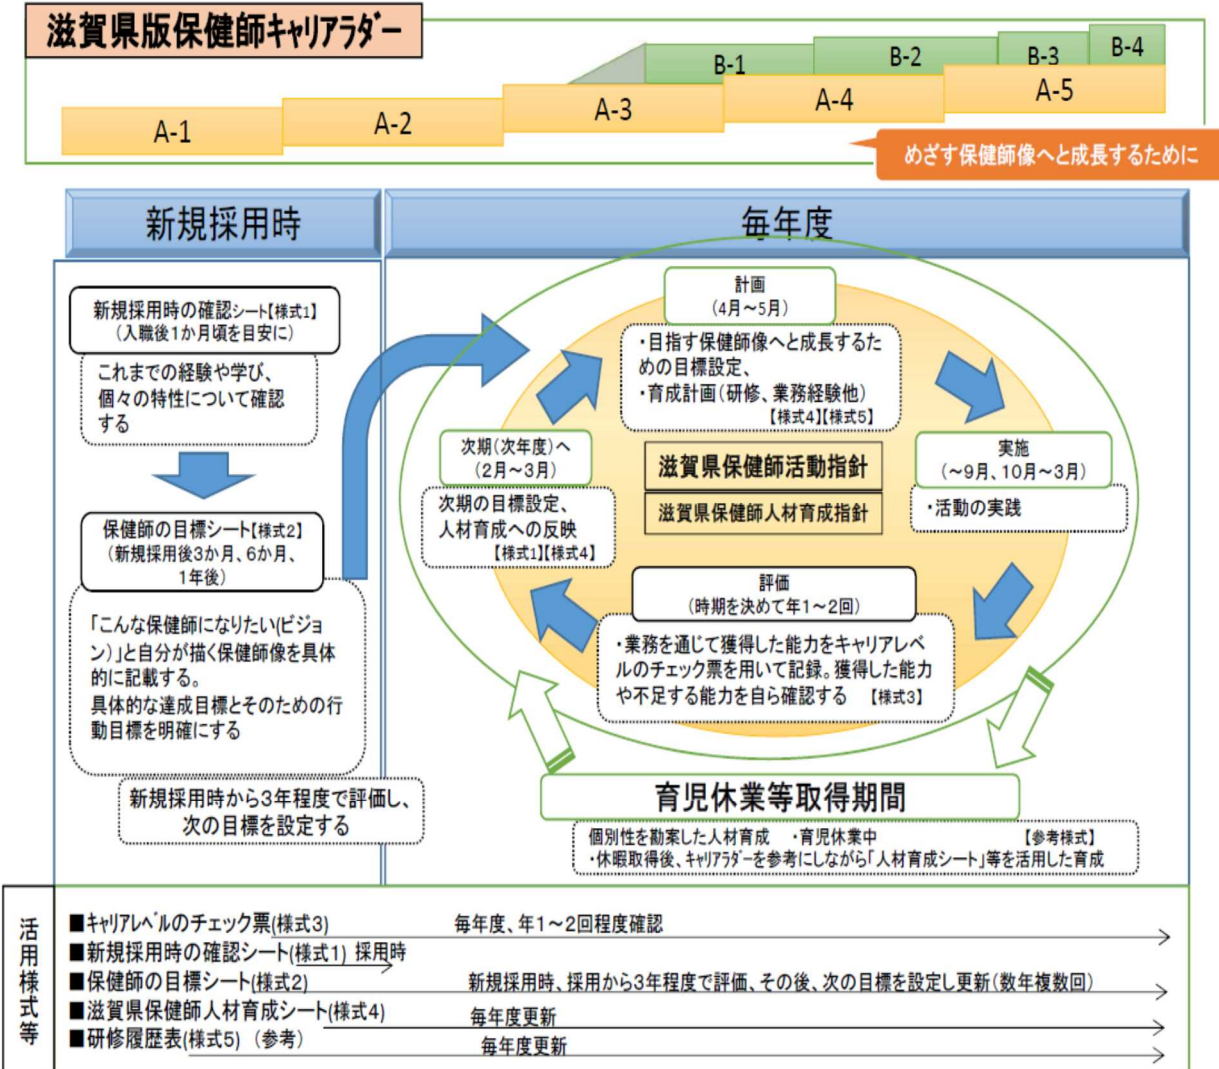 滋賀県版保健師キャリアラダー
B-4
B-3
B-2
B-1
A-5
A-4
A-3
A-2
A-1
めざす保健師像へと成長するために
新規採用時
毎年度
新規採用時の確認シート【様式1】
(入職後1か月頃を目安に)
これまでの経験や学び、
個々の特性について確認
する
保健師の目標シート【様式2】
(新規採用後3か月、6か月、
1年後)
「こんな保健師になりたい(ビジョ
ン)」と自分が描く保健師像を具体
的に記載する。
具体的な達成目標とそのための行
動目標を明確にする
新規採用時から3年程度で評価し、
次の目標を設定する
計画
(4月~5月)
・目指す保健師像へと成長するた
めの目標設定、
・育成計画(研修、業務経験他)
【様式4】【様式5】
実施
(~9月、10月~3月)
・活動の実践
滋賀県保健師活動指針
滋賀県保健師人材育成指針
次期(次年度)へ
(2月~3月)
次期の目標設定、
人材育成への反映
【様式1】【様式4】
評価
(時期を決めて年1~2回)
・業務を通じて獲得した能力をキャリアレベ
ルのチェック票を用いて記録。獲得した能力
や不足する能力を自ら確認する 【様式3】
育児休業等取得期間
個別性を勘案した人材育成 ・育児休業中 【参考様式】
・休暇取得後、キャリアラダーを参考にしながら「人材育成シート」等を活用した育成
活用様式等
■キャリアレベルのチェック票(様式3) 毎年度、年1~2回程度確認
■新規採用時の確認シート(様式1) 採用時
■保健師の目標シート(様式2) 新規採用時、採用から3年程度で評価、その後、次の目標を設定し更新(数年複数回)
■滋賀県保健師人材育成シート(様式4) 毎年度更新
■研修履歴表(様式5) (参考) 毎年度更新